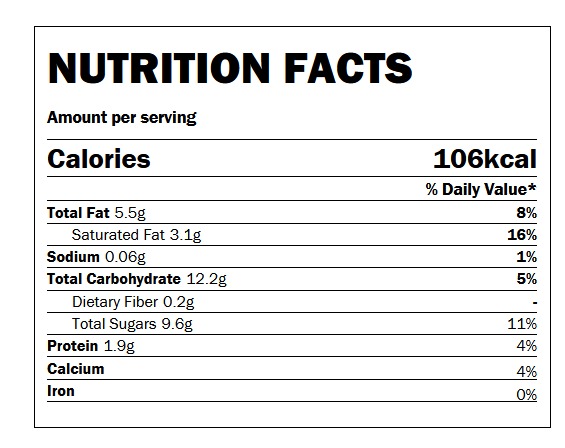 NUTRITION FACTS
Amount per serving
Calories 106kcal
% Daily Value*
Total Fat 5.5g 8%
Saturated Fat 3.1g 16%
Sodium 0.06g 1%
Total Carbohydrate 12.2g 5%
Dietary Fiber 0.2g -
Total Sugars 9.6g 11%
Protein 1.9g 4%
Calcium 4%
Iron 0%